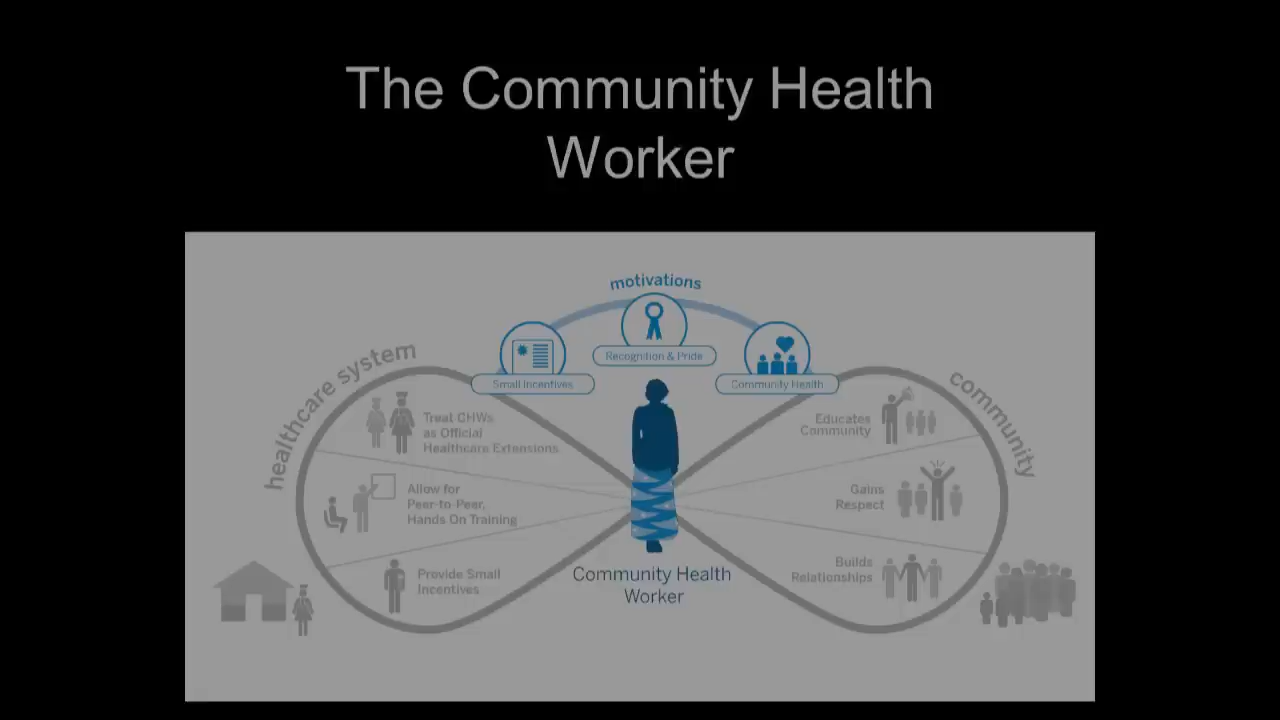 The Community Health
Worker
motivations
Recognition & Pride
Small Incentives
Community Health
healthcare system
community
Treat CHWs
as Official
Healthcare Extensions
Allow for
Peer-to-Peer,
Hands On Training
Provide Small
Incentives
Educates
Community
Gains
Respect
Builds
Relationships
Community Health
Worker